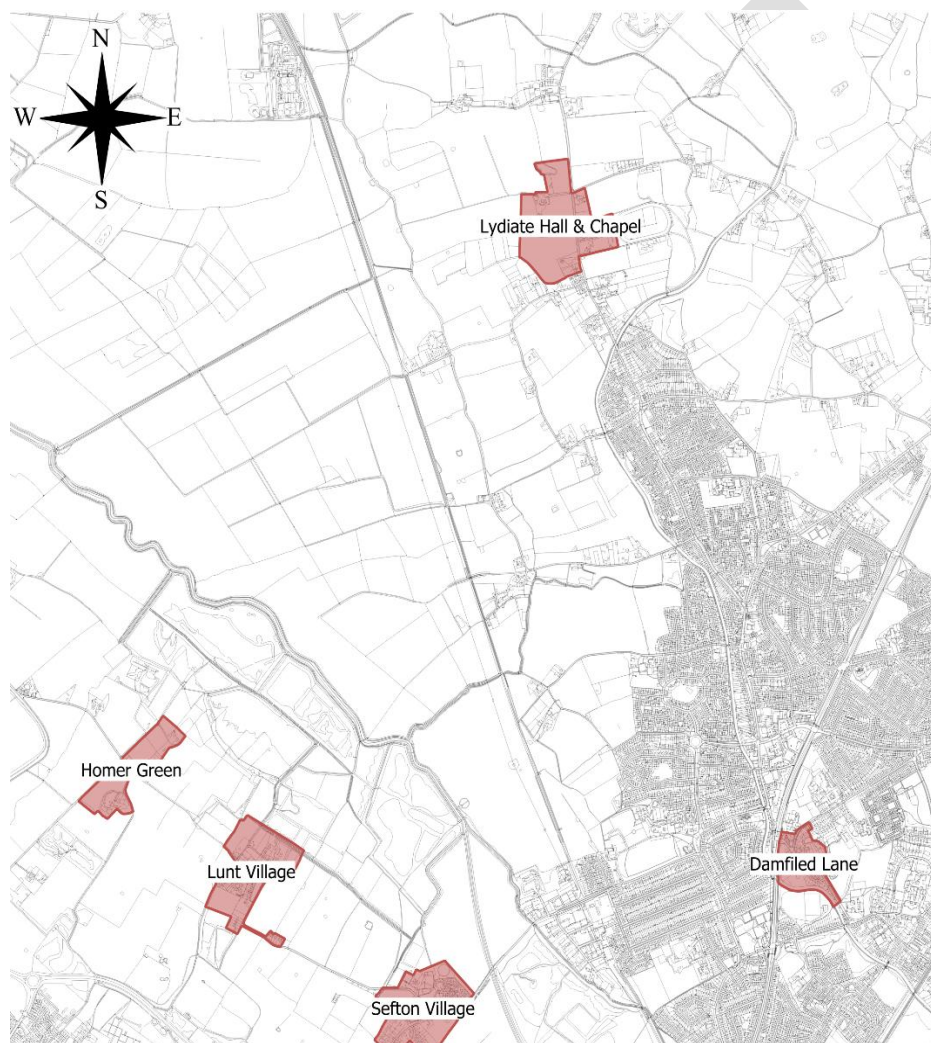 N
W E
S
Lydiate Hall & Chapel
Homer Green
Lunt Village
Damfiled Lane
Sefton Village